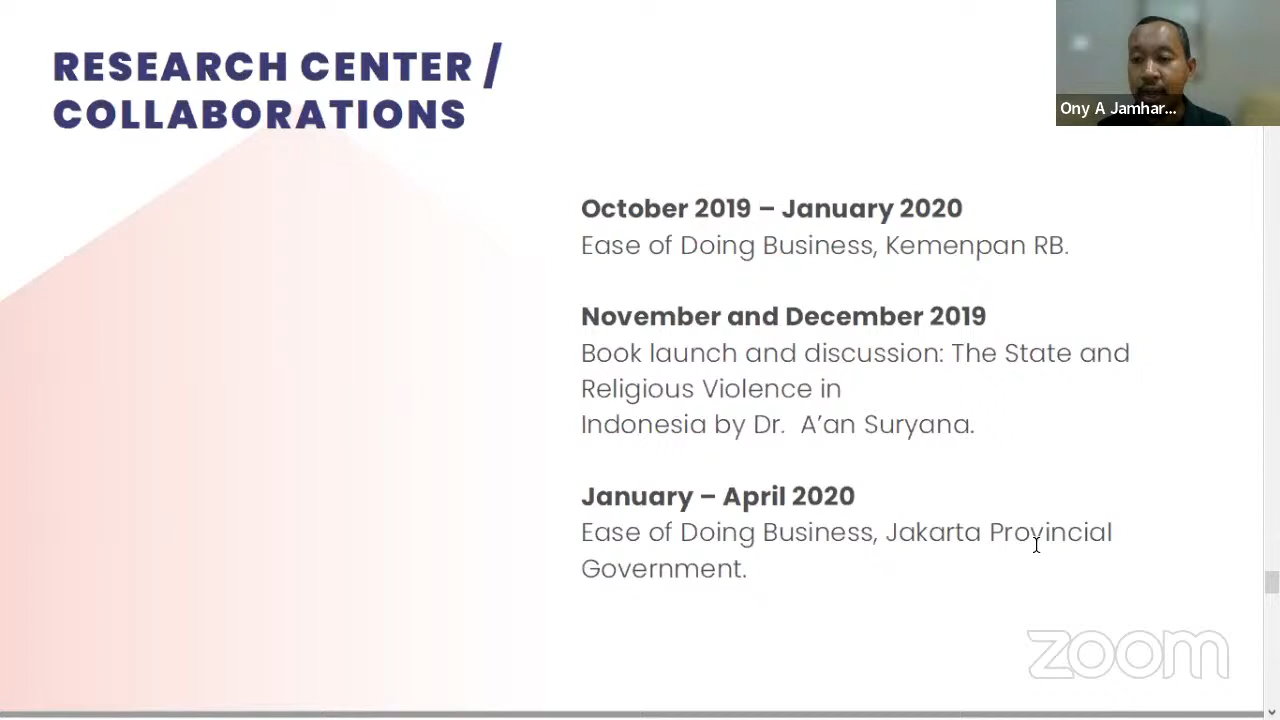 RESEARCH CENTER /
COLLABORATIONS
Ony A Jamhar...
October 2019 – January 2020
Ease of Doing Business, Kemenpan RB.
November and December 2019
Book launch and discussion: The State and
Religious Violence in
Indonesia by Dr.  A’an Suryana.
January – April 2020
Ease of Doing Business, Jakarta Provincial
Government.
zoom